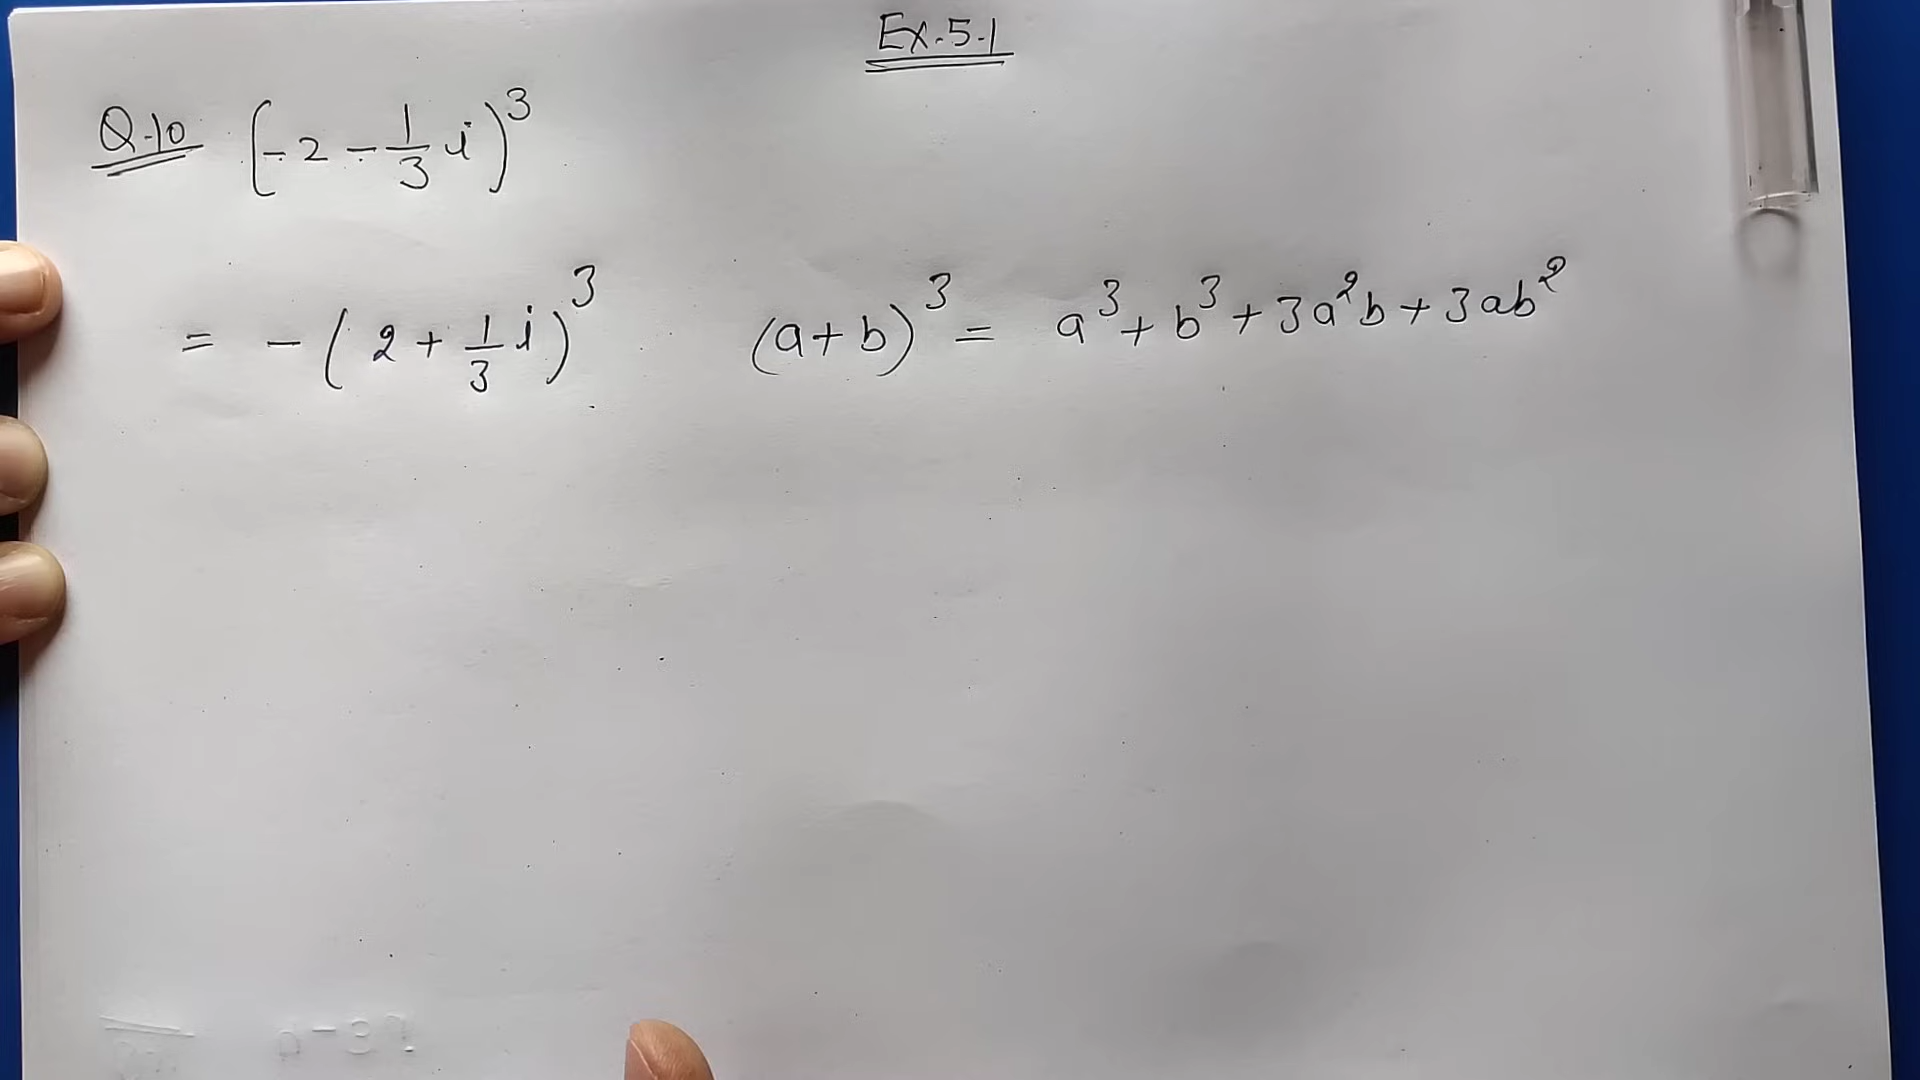 Ex.5.1
Q.10 (-2 - 1/3 i)^3
= -(2 + 1/3 i)^3 (a+b)^3 = a^3 + b^3 + 3a^2b + 3ab^2